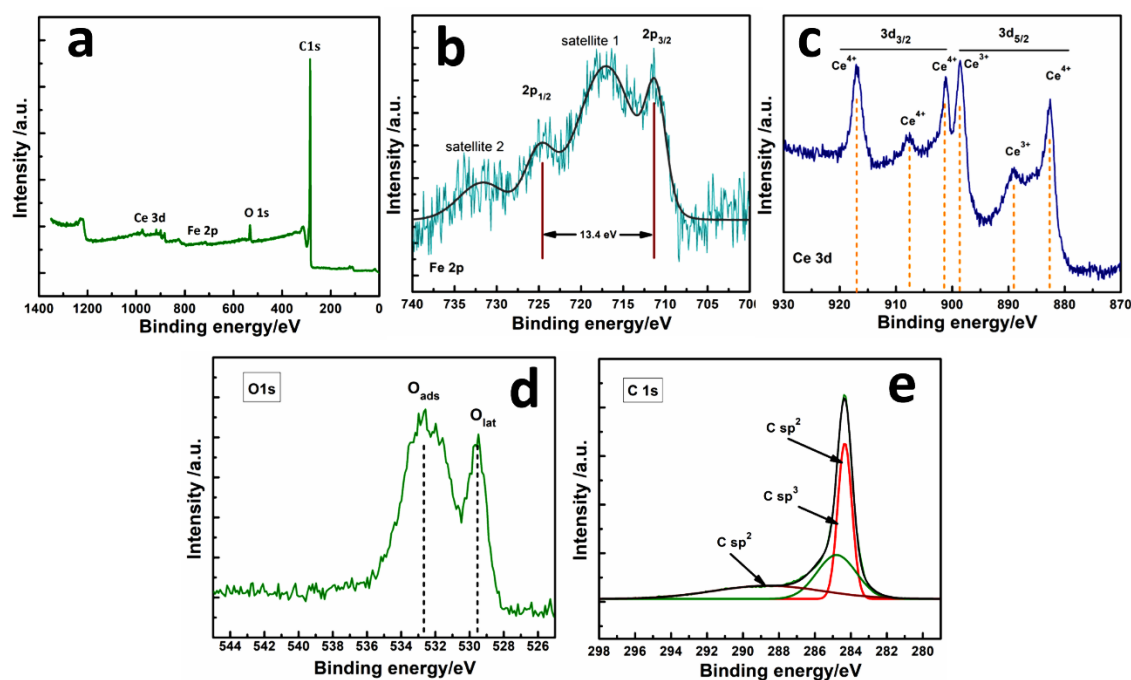 a
C1s
Ce 3d
Fe 2p
O 1s
Intensity /a.u.
1400 1200 1000 800 600 400 200 0
Binding energy/eV
b
satellite 1
2p3/2
2p1/2
satellite 2
13.4 eV
Fe 2p
Intensity /a.u.
740 735 730 725 720 715 710 705 700
Binding energy/eV
c
3d3/2
3d5/2
Ce4+
Ce4+
Ce4+
Ce3+
Ce3+
Ce4+
Ce 3d
Intensity /a.u.
930 920 910 900 890 880 870
Binding energy/eV
d
O1s
Oads
Olat
Intensity /a.u.
544 542 540 538 536 534 532 530 528 526
Binding energy/eV
e
C 1s
C sp2
C sp3
C sp2
Intensity /a.u.
298 296 294 292 290 288 286 284 282 280
Binding energy/eV